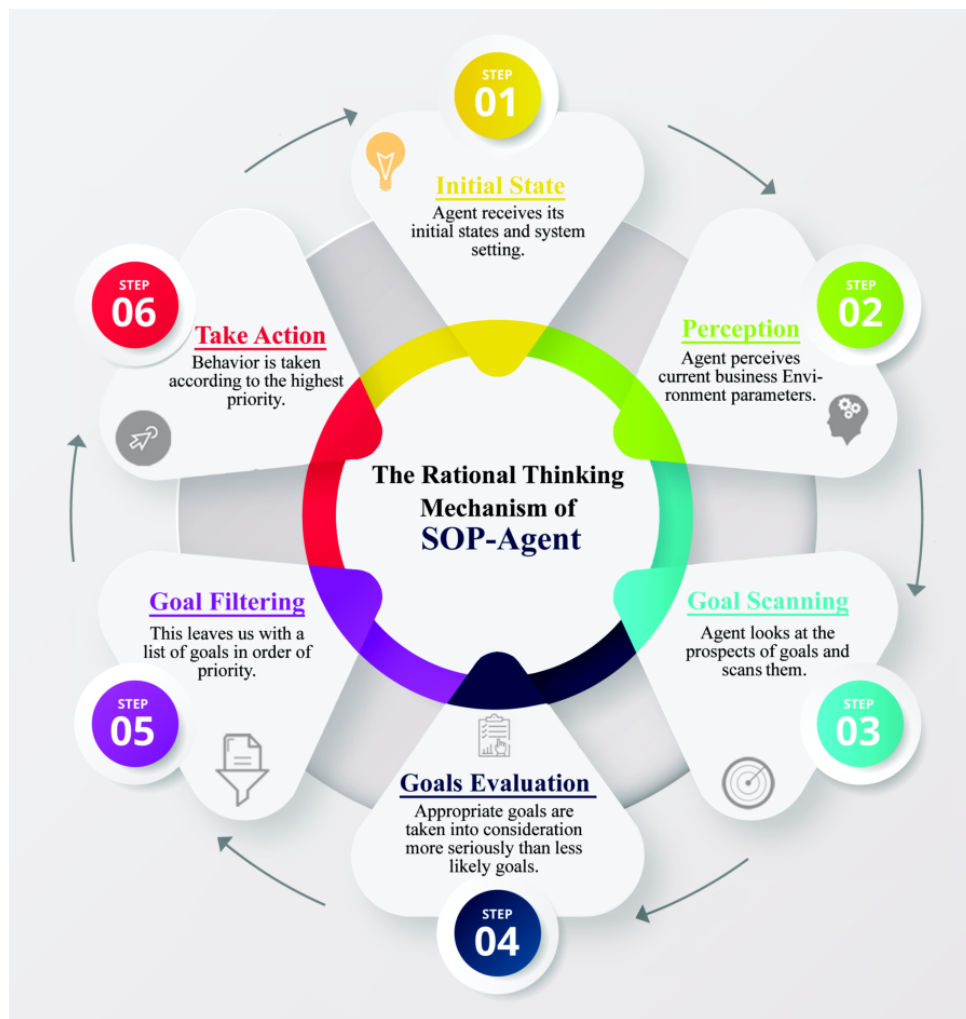 STEP
01
Initial State
Agent receives its
initial states and system
setting.
STEP
02
Perception
Agent perceives
current business Envi-
ronment parameters.
STEP
03
Goal Scanning
Agent looks at the
prospects of goals and
scans them.
STEP
04
Goals Evaluation
Appropriate goals are
taken into consideration
more seriously than less
likely goals.
STEP
05
Goal Filtering
This leaves us with a
list of goals in order of
priority.
STEP
06
Take Action
Behavior is taken
according to the highest
priority.
The Rational Thinking
Mechanism of
SOP-Agent